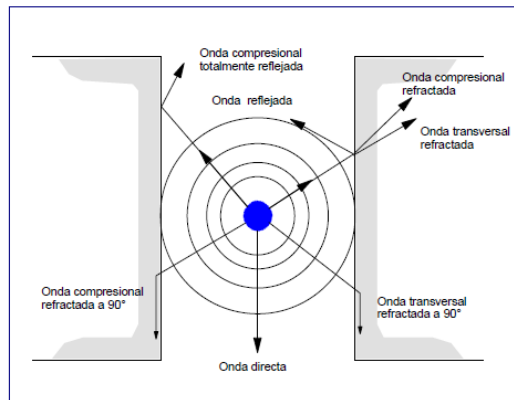 Onda compresional
totalmente reflejada
Onda reflejada
Onda compresional
refractada
Onda transversal
refractada
Onda compresional
refractada a 90°
Onda transversal
refractada a 90°
Onda directa